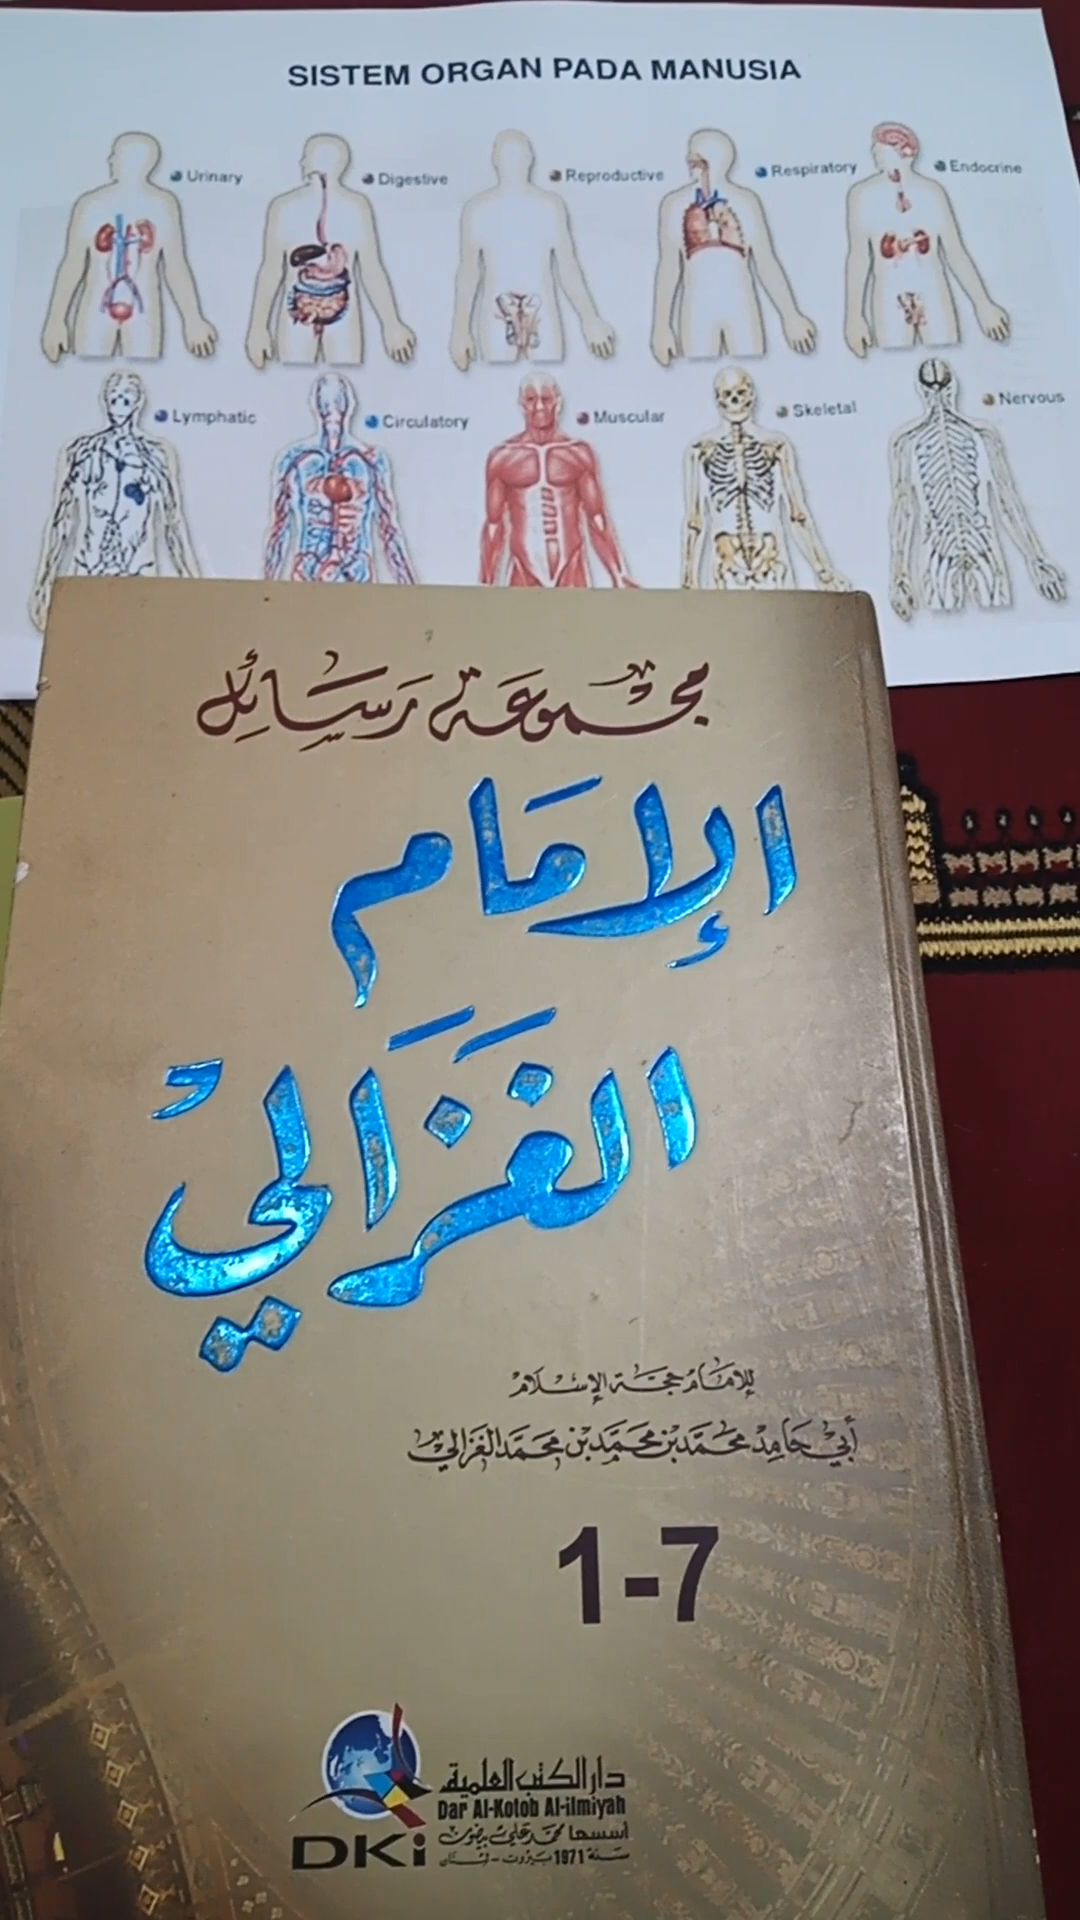 SISTEM ORGAN PADA MANUSIA
Urinary
Digestive
Reproductive
Respiratory
Endocrine
Lymphatic
Circulatory
Muscular
Skeletal
Nervous
مجموعة رسائل
الإمام
الغزالي
للإمام حجة الإسلام
أبي حامد محمد بن محمد بن محمد الغزالي
1-7
دار الكتب العلمية
Dar Al-Kotob Al-ilmiyah
DKi
أسسها محمد علي بيضون
سنة 1971 بيروت - لبنان